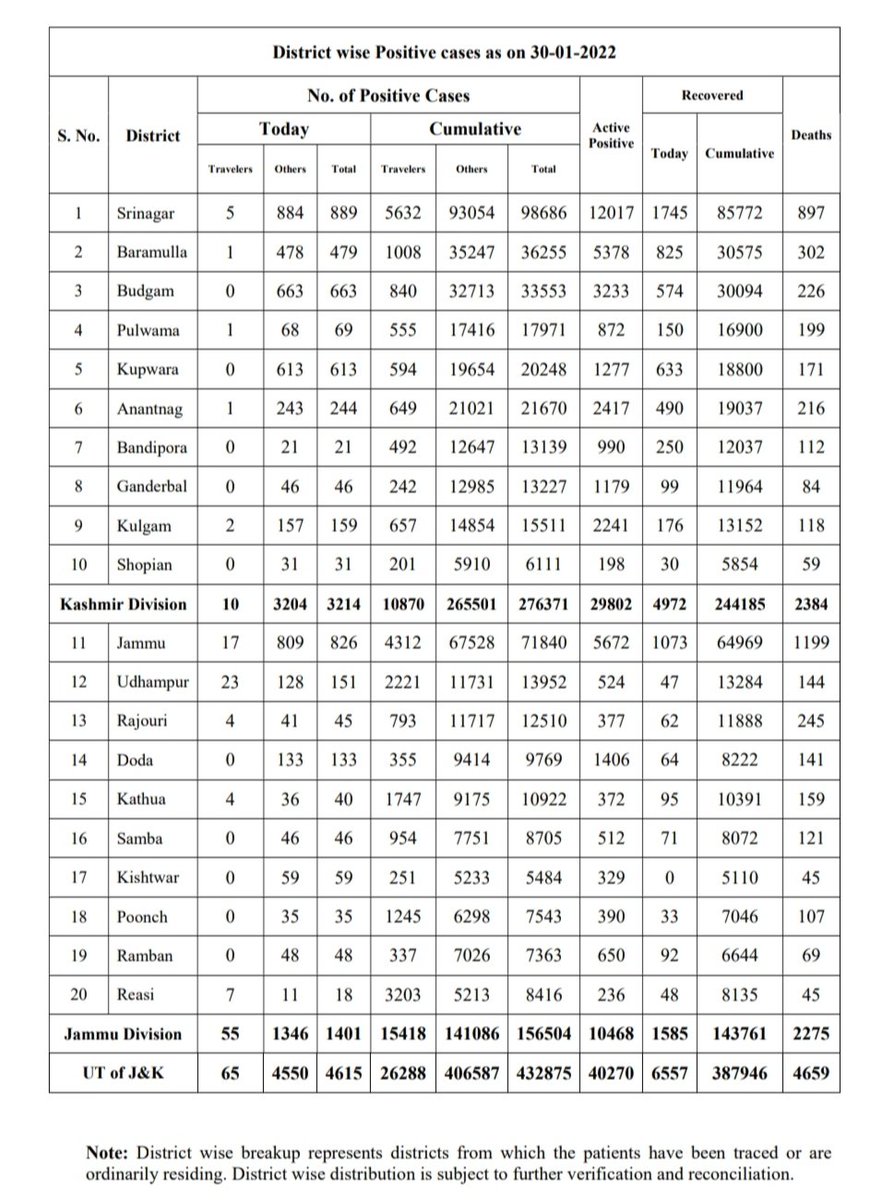 District wise Positive cases as on 30-01-2022
S. No. District No. of Positive Cases Active Positive Recovered Deaths
Today Cumulative Today Cumulative
Travelers Others Total Travelers Others Total
1 Srinagar 5 884 889 5632 93054 98686 12017 1745 85772 897
2 Baramulla 1 478 479 1008 35247 36255 5378 825 30575 302
3 Budgam 0 663 663 840 32713 33553 3233 574 30094 226
4 Pulwama 1 68 69 555 17416 17971 872 150 16900 199
5 Kupwara 0 613 613 594 19654 20248 1277 633 18800 171
6 Anantnag 1 243 244 649 21021 21670 2417 490 19037 216
7 Bandipora 0 21 21 492 12647 13139 990 250 12037 112
8 Ganderbal 0 46 46 242 12985 13227 1179 99 11964 84
9 Kulgam 2 157 159 657 14854 15511 2241 176 13152 118
10 Shopian 0 31 31 201 5910 6111 198 30 5854 59
Kashmir Division 10 3204 3214 10870 265501 276371 29802 4972 244185 2384
11 Jammu 17 809 826 4312 67528 71840 5672 1073 64969 1199
12 Udhampur 23 128 151 2221 11731 13952 524 47 13284 144
13 Rajouri 4 41 45 793 11717 12510 377 62 11888 245
14 Doda 0 133 133 355 9414 9769 1406 64 8222 141
15 Kathua 4 36 40 1747 9175 10922 372 95 10391 159
16 Samba 0 46 46 954 7751 8705 512 71 8072 121
17 Kishtwar 0 59 59 251 5233 5484 329 0 5110 45
18 Poonch 0 35 35 1245 6298 7543 390 33 7046 107
19 Ramban 0 48 48 337 7026 7363 650 92 6644 69
20 Reasi 7 11 18 3203 5213 8416 236 48 8135 45
Jammu Division 55 1346 1401 15418 141086 156504 10468 1585 143761 2275
UT of J&K 65 4550 4615 26288 406587 432875 40270 6557 387946 4659
Note: District wise breakup represents districts from which the patients have been traced or are
ordinarily residing. District wise distribution is subject to further verification and reconciliation.